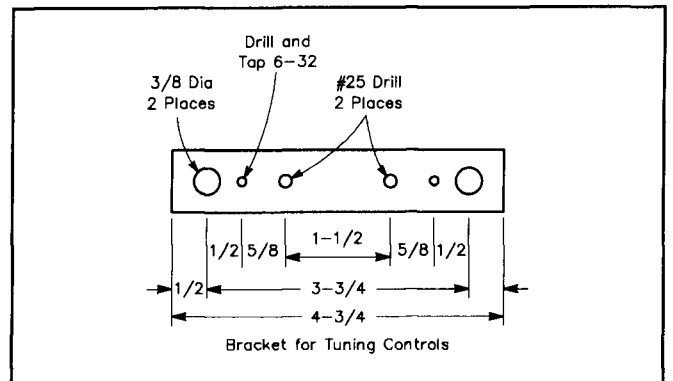 Drill and
Tap 6-32
3/8 Dia
2 Places
#25 Drill
2 Places
1/2
5/8
1-1/2
5/8
1/2
1/2
3-3/4
4-3/4
Bracket for Tuning Controls